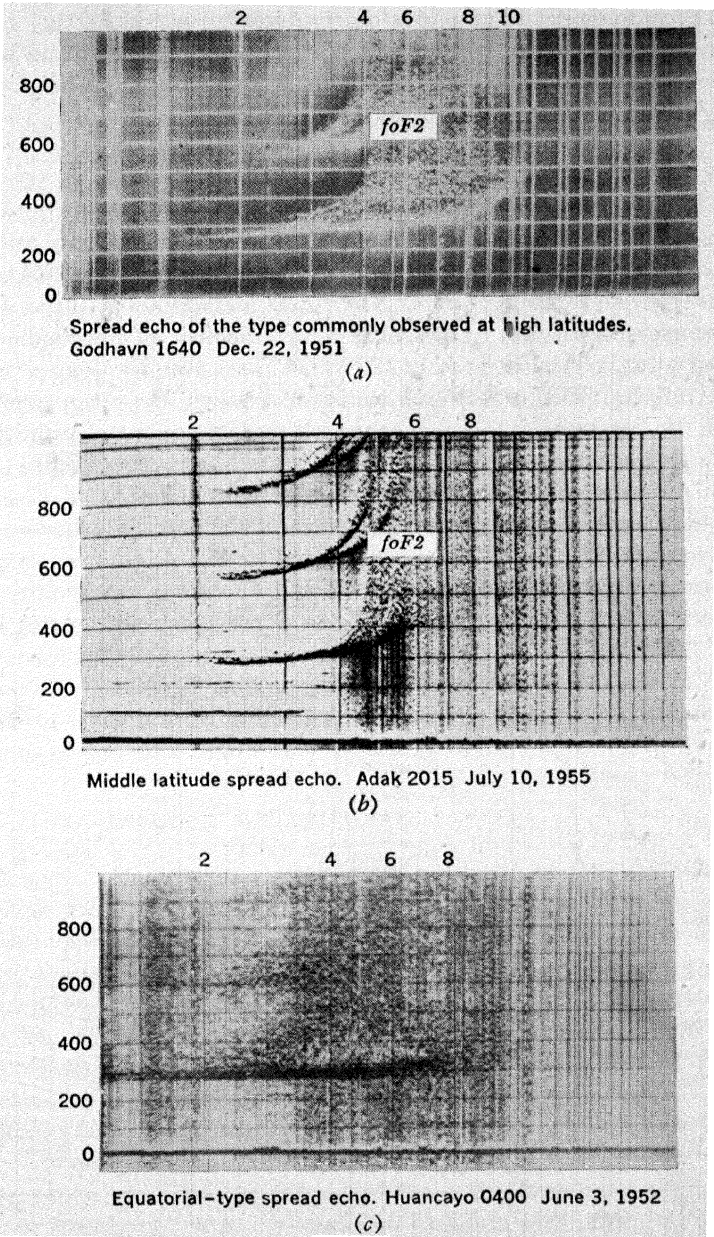 2 4 6 8 10
800
foF2
600
400
200
0
Spread echo of the type commonly observed at high latitudes.
Godhavn 1640 Dec. 22, 1951
(a)
2 4 6 8
800
foF2
600
400
200
0
Middle latitude spread echo. Adak 2015 July 10, 1955
(b)
2 4 6 8
800
600
400
200
0
Equatorial-type spread echo. Huancayo 0400 June 3, 1952
(c)